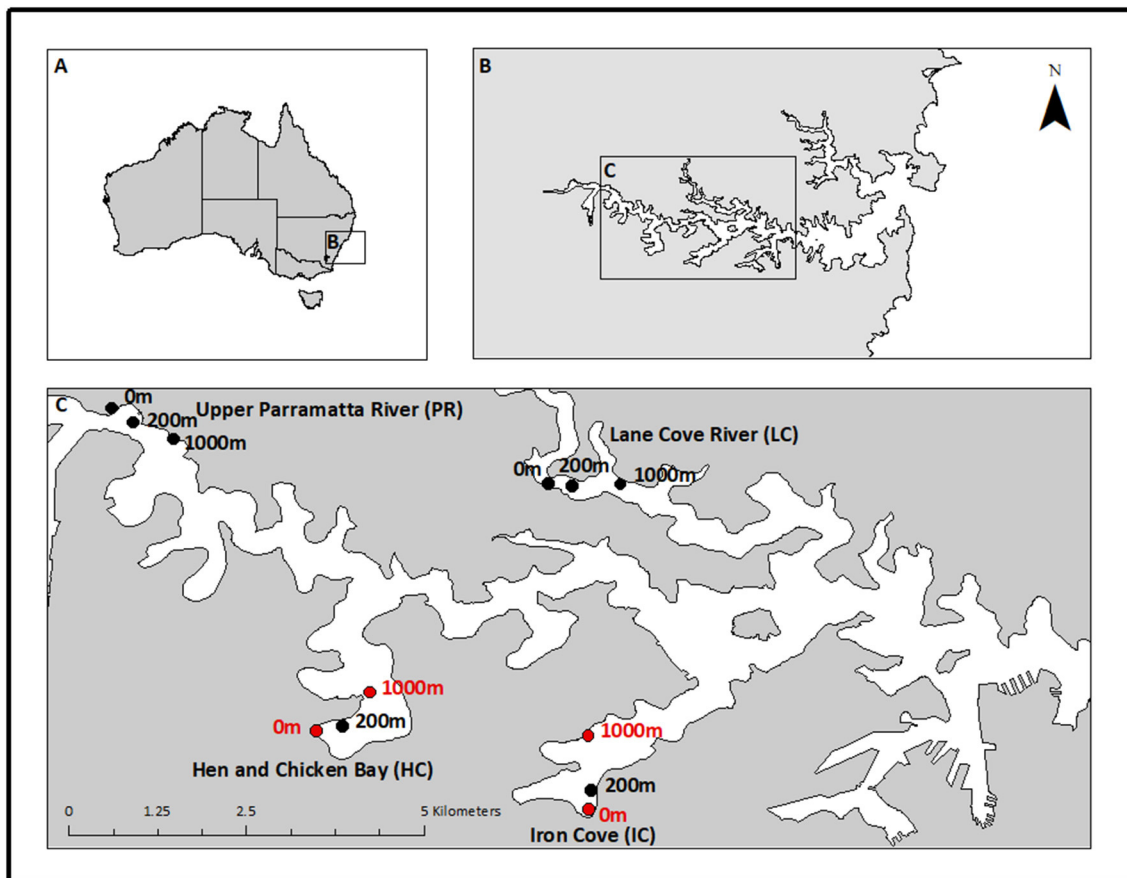 A
B
B
C
N
C
0m
200m
1000m
Upper Parramatta River (PR)
Lane Cove River (LC)
0m
200m
1000m
1000m
0m
200m
Hen and Chicken Bay (HC)
1000m
200m
0m
Iron Cove (IC)
0 1.25 2.5 5 Kilometers